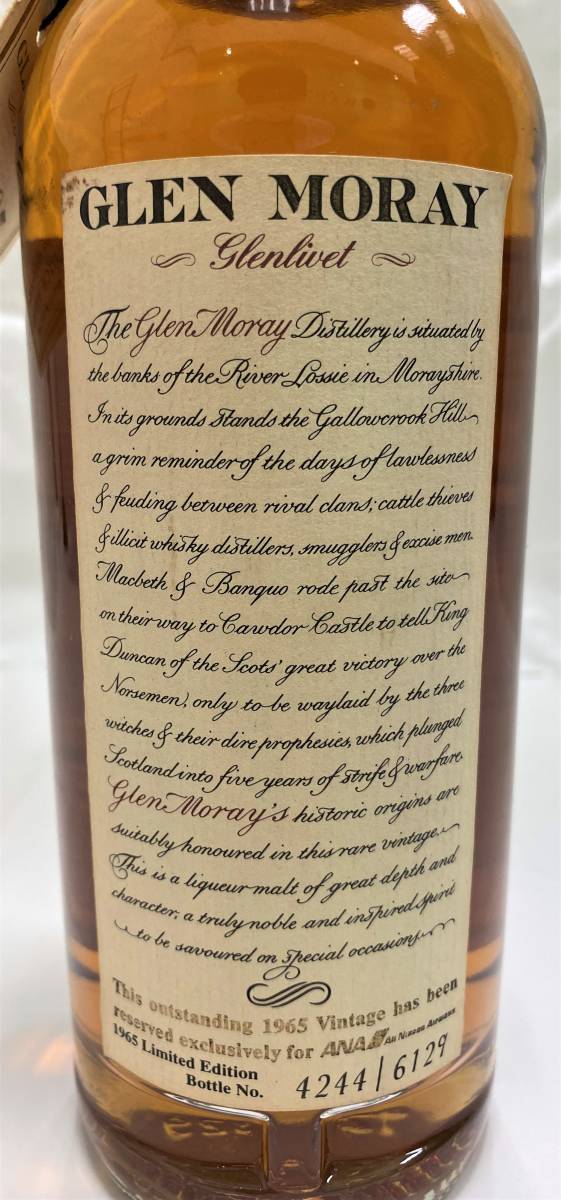 GLEN MORAY
Glenlivet
The Glen Moray Distillery is situated by
the banks of the River Lossie in Morayshire.
In its grounds stands the Gallowcrook Hill
a grim reminder of the days of lawlessness
& feuding between rival clans; cattle thieves
& illicit whisky distillers, smugglers & excise men.
Macbeth & Banquo rode past the site
on their way to Cawdor Castle to tell King
Duncan of the Scots' great victory over the
Norsemen, only to be waylaid by the three
witches & their dire prophesies, which plunged
Scotland into five years of strife & warfare.
Glen Moray's historic origins are
suitably honoured in this rare vintage.
This is a liqueur malt of great depth and
character; a truly noble and inspired spirit
to be savoured on special occasions.
This outstanding 1965 Vintage has been
reserved exclusively for ANA All Nippon Airways
1965 Limited Edition
Bottle No. 4244 | 6129